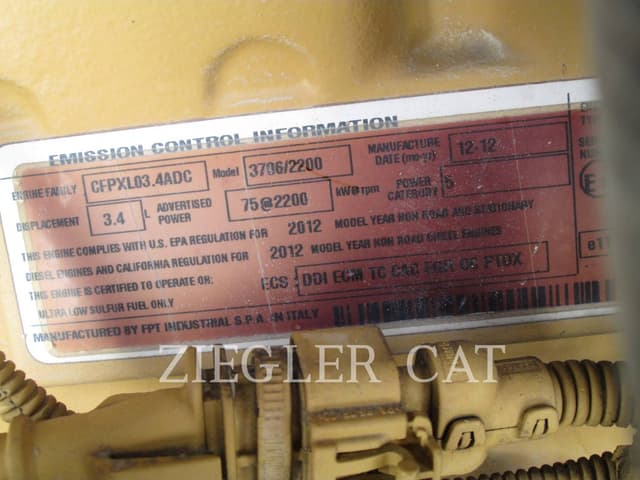 EMISSION CONTROL INFORMATION
ENGINE FAMILY CFPXL03.4ADC Model 3706/2200 MANUFACTURE DATE (mo-yr) 12-12
DISPLACEMENT 3.4 L ADVERTISED POWER 75@2200 kW@rpm POWER CATEGORY 5
THIS ENGINE COMPLIES WITH U.S. EPA REGULATION FOR 2012 MODEL YEAR NON ROAD AND STATIONARY
DIESEL ENGINES AND CALIFORNIA REGULATION FOR 2012 MODEL YEAR NON ROAD DIESEL ENGINES
THIS ENGINE IS CERTIFIED TO OPERATE ON: ECS: DDI ECM TC CAC EGR OC PTOX
ULTRA LOW SULFUR FUEL ONLY
MANUFACTURED BY FPT INDUSTRIAL S.P.A. IN ITALY
ZIEGLER CAT